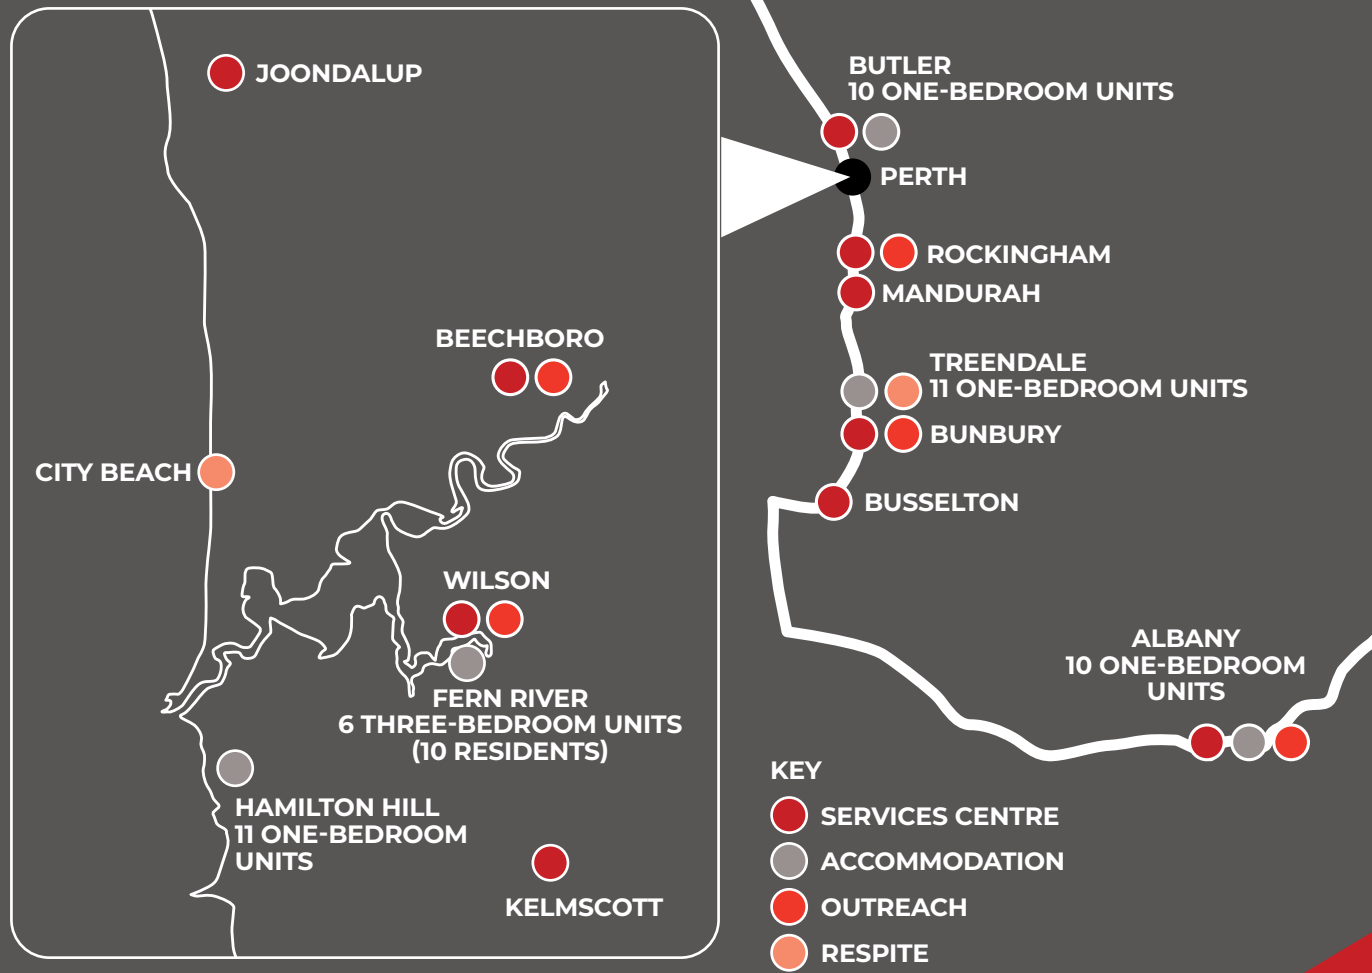 JOONDALUP
BEECHBORO
CITY BEACH
WILSON
FERN RIVER
6 THREE-BEDROOM UNITS
(10 RESIDENTS)
HAMILTON HILL
11 ONE-BEDROOM
UNITS
KELMSCOTT
BUTLER
10 ONE-BEDROOM UNITS
PERTH
ROCKINGHAM
MANDURAH
TREENDALE
11 ONE-BEDROOM UNITS
BUNBURY
BUSSELTON
ALBANY
10 ONE-BEDROOM
UNITS
KEY
SERVICES CENTRE
ACCOMMODATION
OUTREACH
RESPITE